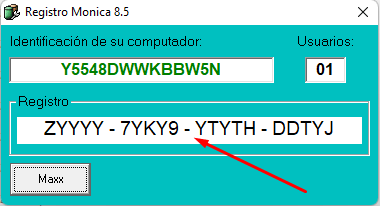 Registro Monica 8.5
Identificación de su computador: Usuarios:
Y5548DWWKBBW5N 01
Registro
ZYYYY - 7YKY9 - YTYTH - DDTYJ
Maxx